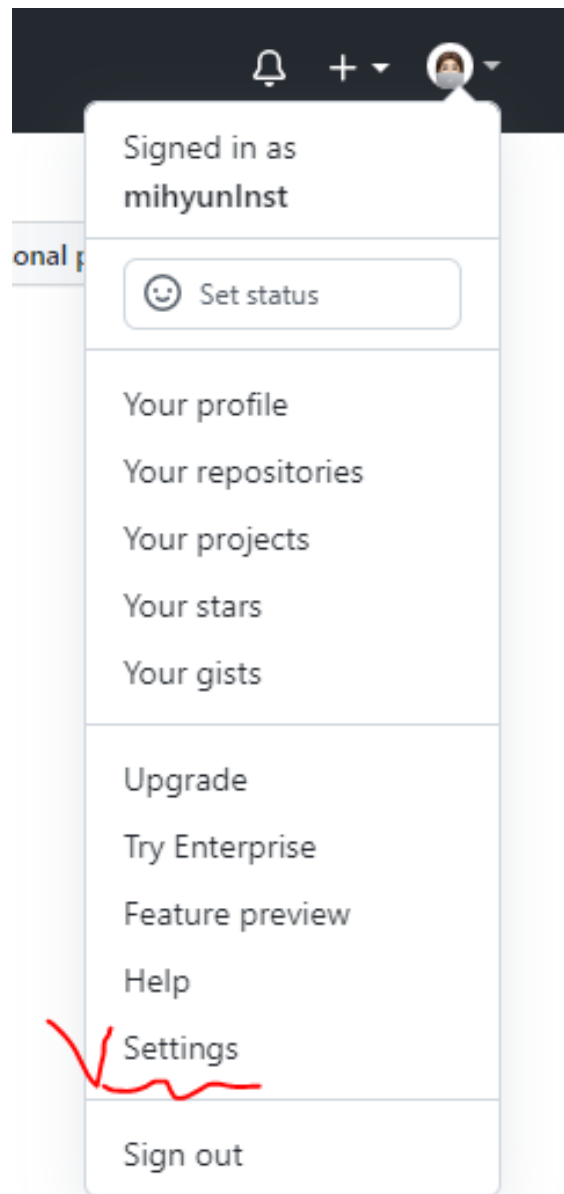 Signed in as
mihyunInst
onal p
Set status
Your profile
Your repositories
Your projects
Your stars
Your gists
Upgrade
Try Enterprise
Feature preview
Help
Settings
Sign out